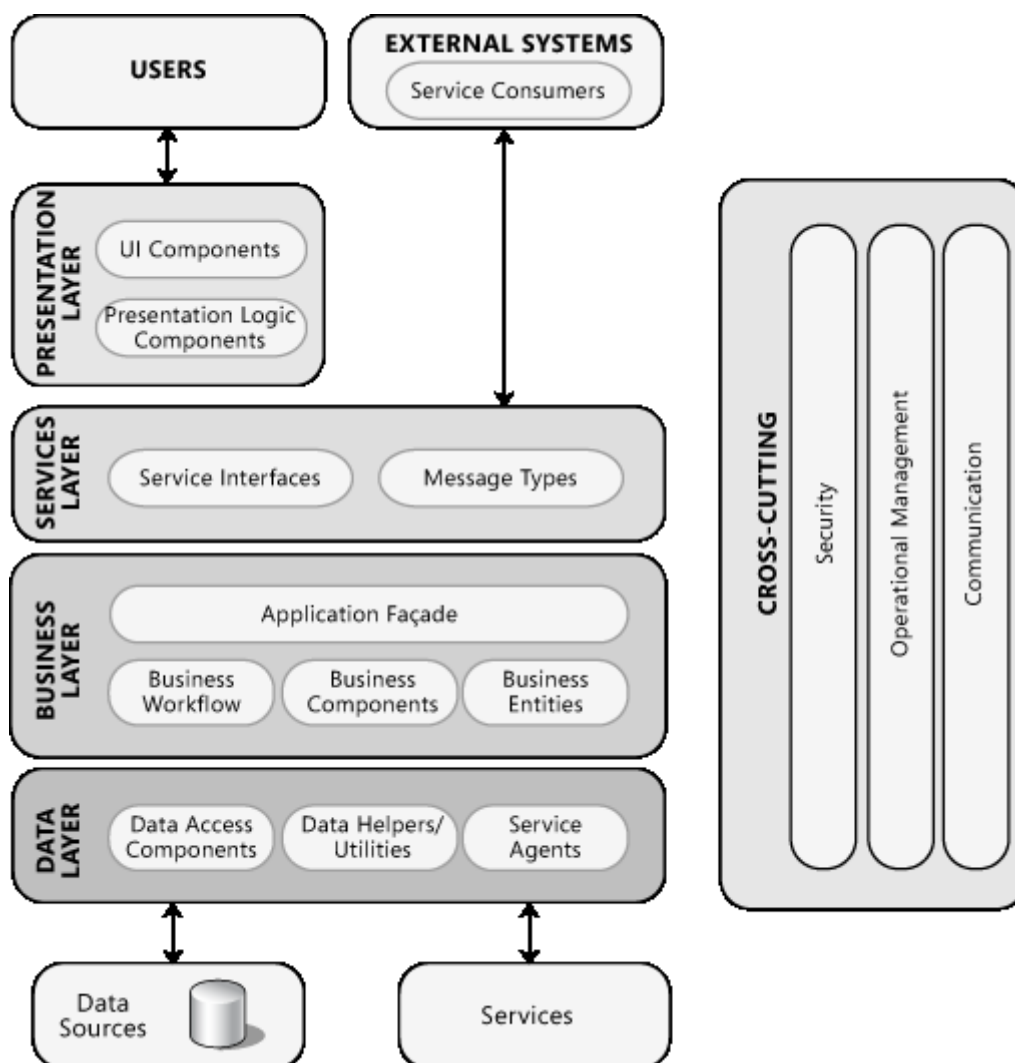 USERS
EXTERNAL SYSTEMS
Service Consumers
PRESENTATION
LAYER
UI Components
Presentation Logic
Components
SERVICES
LAYER
Service Interfaces
Message Types
BUSINESS
LAYER
Application Façade
Business
Workflow
Business
Components
Business
Entities
DATA
LAYER
Data Access
Components
Data Helpers/
Utilities
Service
Agents
Data
Sources
Services
CROSS-CUTTING
Security
Operational Management
Communication